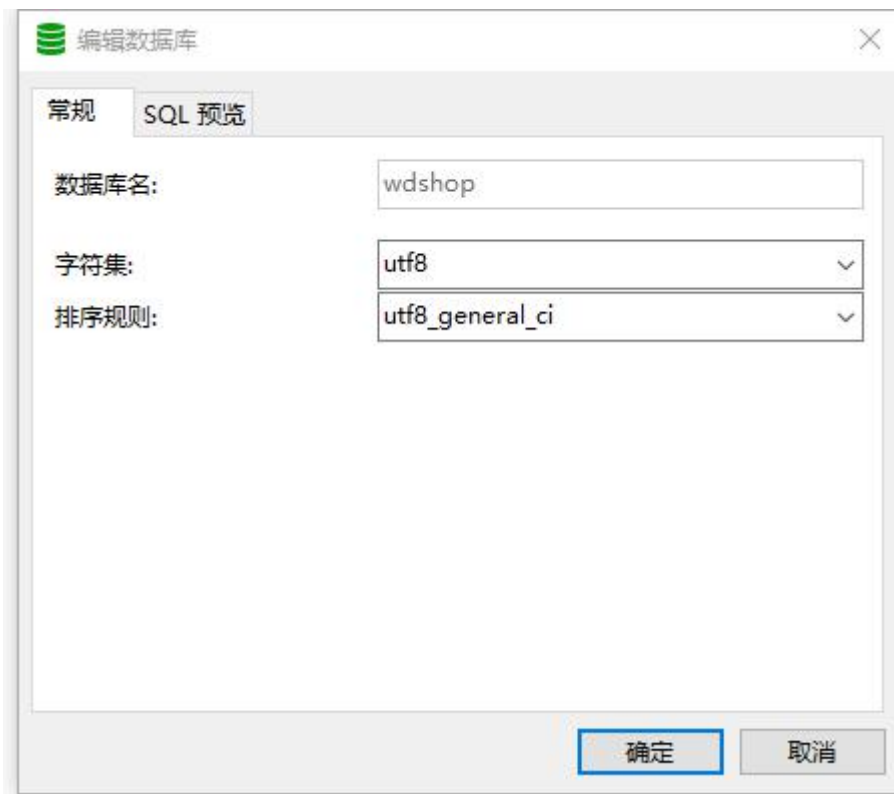 编辑数据库
常规 SQL 预览
数据库名: wdshop
字符集: utf8
排序规则: utf8_general_ci
确定 取消